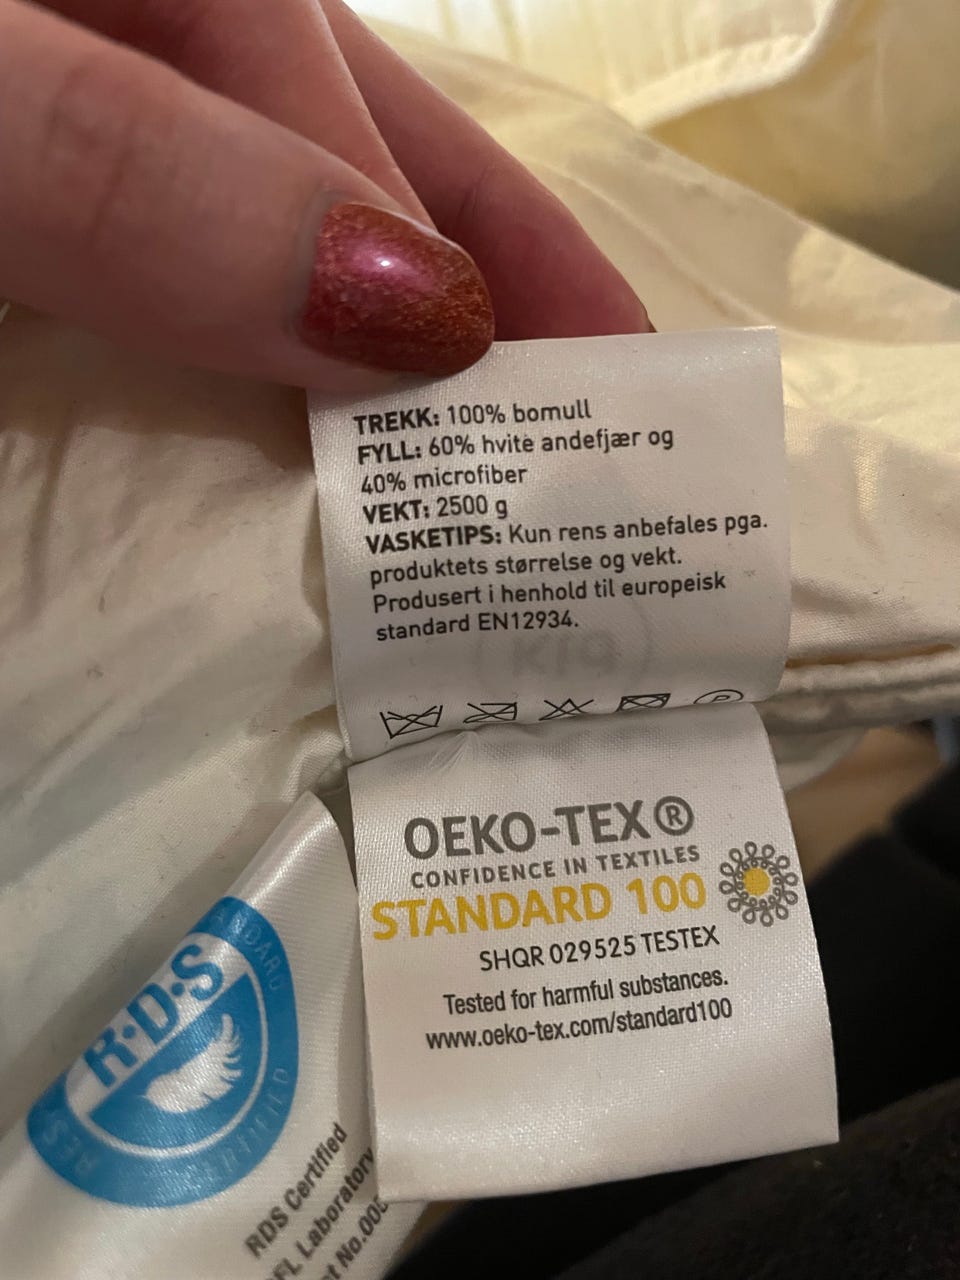 TREKK: 100% bomull
FYLL: 60% hvite andefjær og
40% microfiber
VEKT: 2500 g
VASKETIPS: Kun rens anbefales pga.
produktets størrelse og vekt.
Produsert i henhold til europeisk
standard EN12934.
P
OEKO-TEX®
CONFIDENCE IN TEXTILES
STANDARD 100
SHQR 029525 TESTEX
Tested for harmful substances.
www.oeko-tex.com/standard100
R·D·S
CERTIFIED
RDS Certified
Laboratory